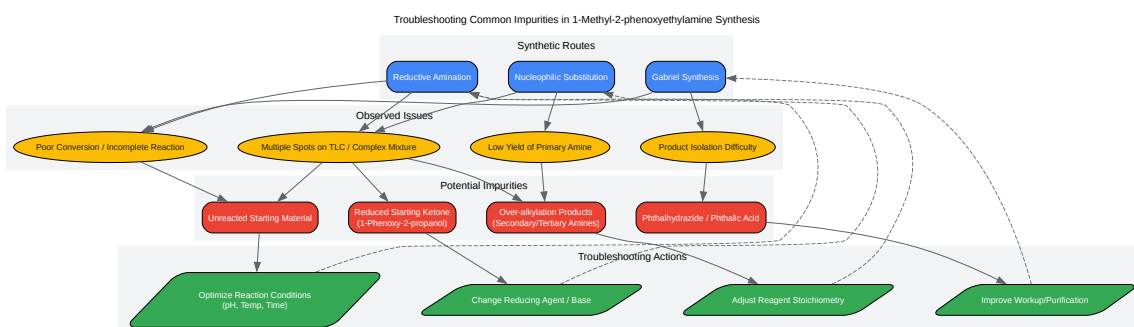 Troubleshooting Common Impurities in 1-Methyl-2-phenoxyethylamine Synthesis
Synthetic Routes
Reductive Amination
Nucleophilic Substitution
Gabriel Synthesis
Observed Issues
Poor Conversion / Incomplete Reaction
Multiple Spots on TLC / Complex Mixture
Low Yield of Primary Amine
Product Isolation Difficulty
Potential Impurities
Unreacted Starting Material
Reduced Starting Ketone
(1-Phenoxy-2-propanol)
Over-alkylation Products
(Secondary/Tertiary Amines)
Phthalhydrazide / Phthalic Acid
Troubleshooting Actions
Optimize Reaction Conditions
(pH, Temp, Time)
Change Reducing Agent / Base
Adjust Reagent Stoichiometry
Improve Workup/Purification